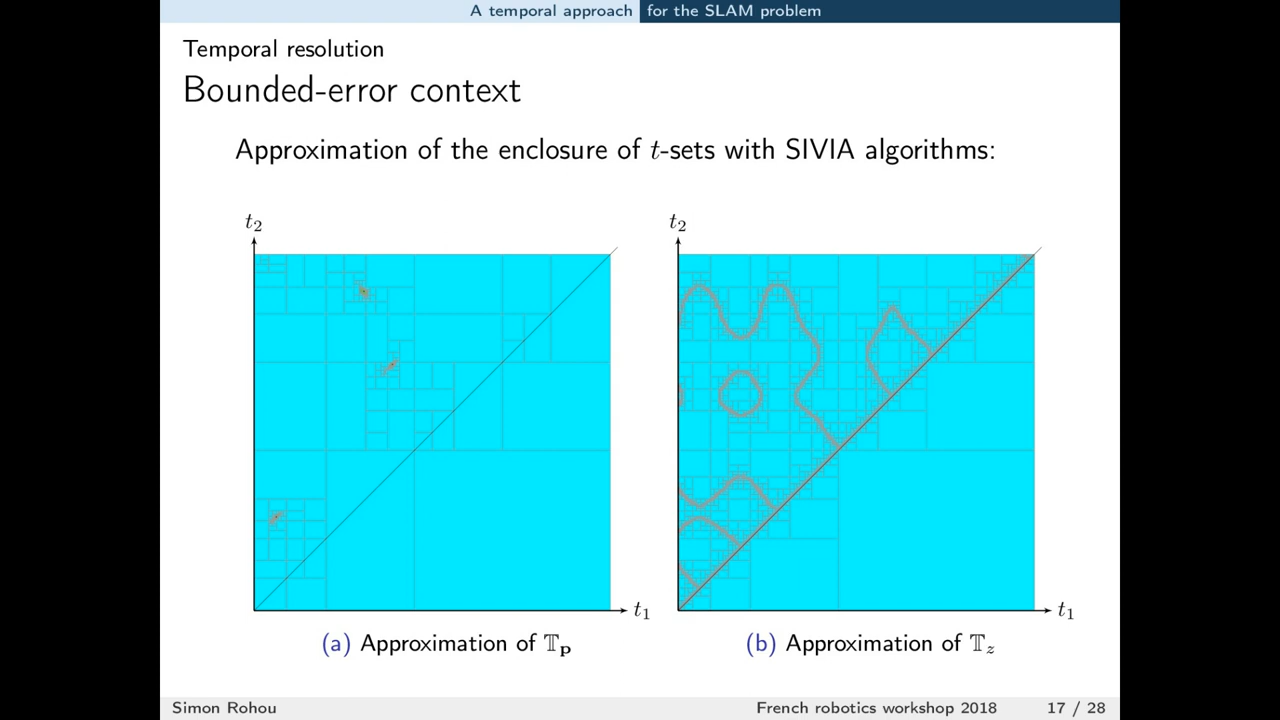 A temporal approach for the SLAM problem
Temporal resolution
Bounded-error context
Approximation of the enclosure of t-sets with SIVIA algorithms:
t₂ t₂
t₁ t₁
(a) Approximation of 𝕋ₚ (b) Approximation of 𝕋z
Simon Rohou French robotics workshop 2018 17 / 28